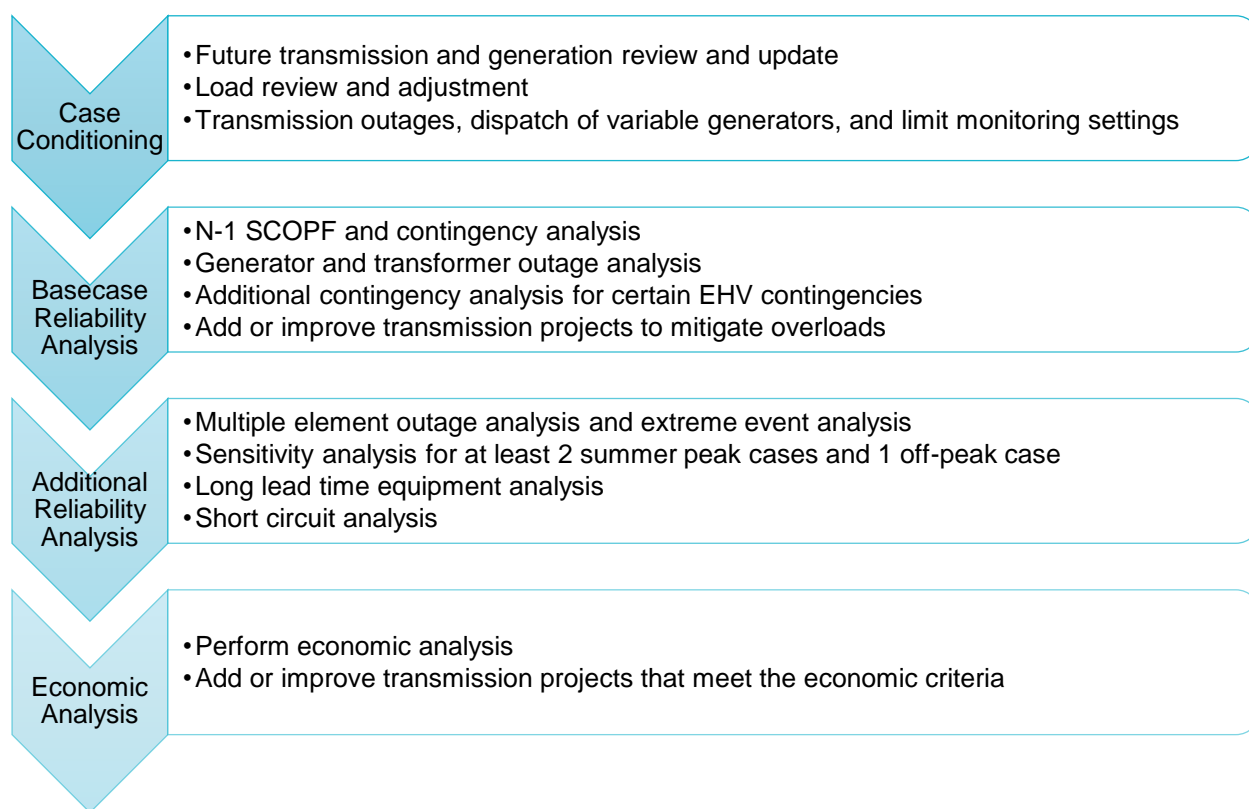 Case
Conditioning
•Future transmission and generation review and update
•Load review and adjustment
•Transmission outages, dispatch of variable generators, and limit monitoring settings
Basecase
Reliability
Analysis
•N-1 SCOPF and contingency analysis
•Generator and transformer outage analysis
•Additional contingency analysis for certain EHV contingencies
•Add or improve transmission projects to mitigate overloads
Additional
Reliability
Analysis
•Multiple element outage analysis and extreme event analysis
•Sensitivity analysis for at least 2 summer peak cases and 1 off-peak case
•Long lead time equipment analysis
•Short circuit analysis
Economic
Analysis
•Perform economic analysis
•Add or improve transmission projects that meet the economic criteria